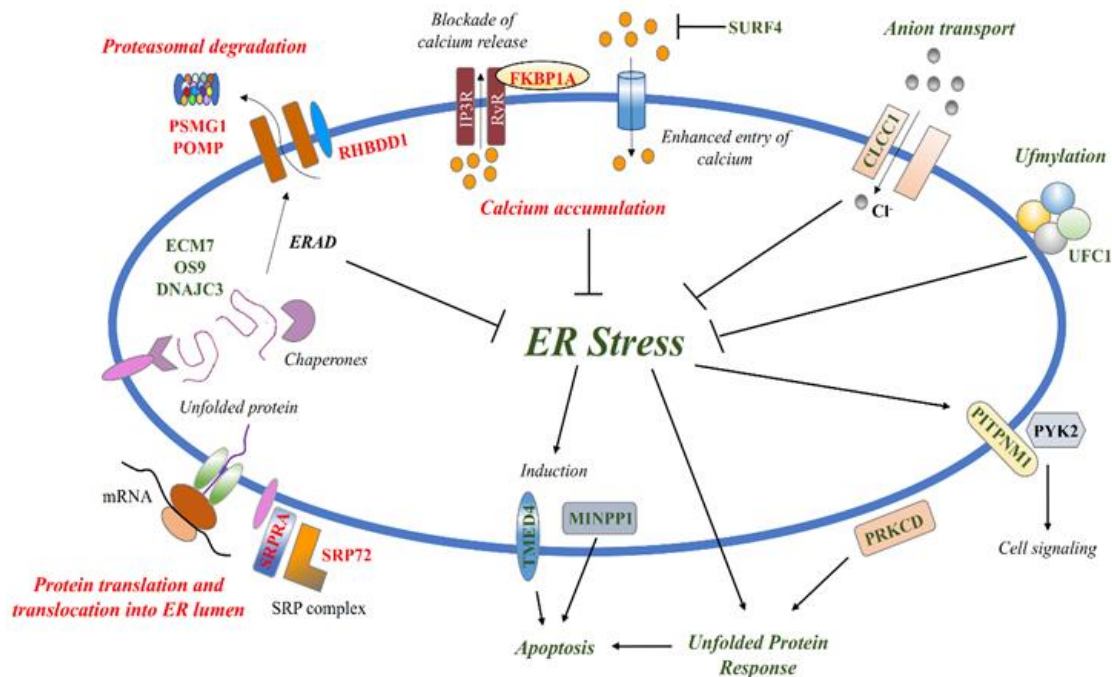 Proteasomal degradation
PSMG1
POMP
RHBDD1
Blockade of
calcium release
IP3R
RyR
FKBP1A
SURF4
Enhanced entry of
calcium
Calcium accumulation
Anion transport
CLCC1
Cl-
Ufmylation
UFC1
ECM7
OS9
DNAJC3
ERAD
Chaperones
Unfolded protein
ER Stress
mRNA
SRPRA
SRP72
SRP complex
Protein translation and
translocation into ER lumen
Induction
TMED4
MINPP1
PRKCD
PITPNM1
PYK2
Cell signaling
Apoptosis
Unfolded Protein
Response